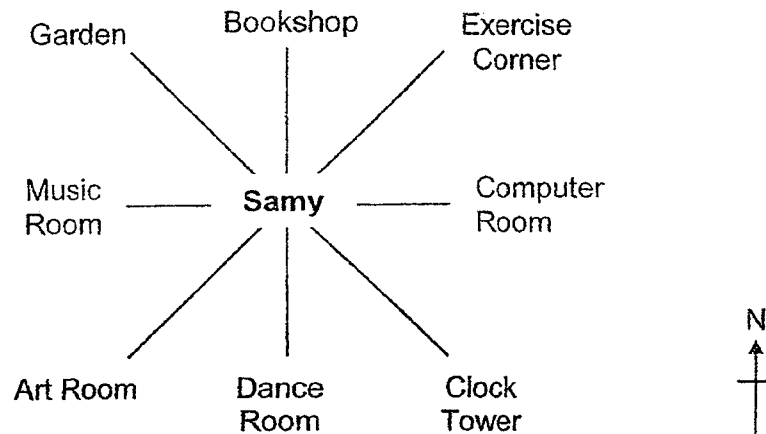 Garden
Bookshop
Exercise
Corner
Music
Room
Samy
Computer
Room
N
Art Room
Dance
Room
Clock
Tower